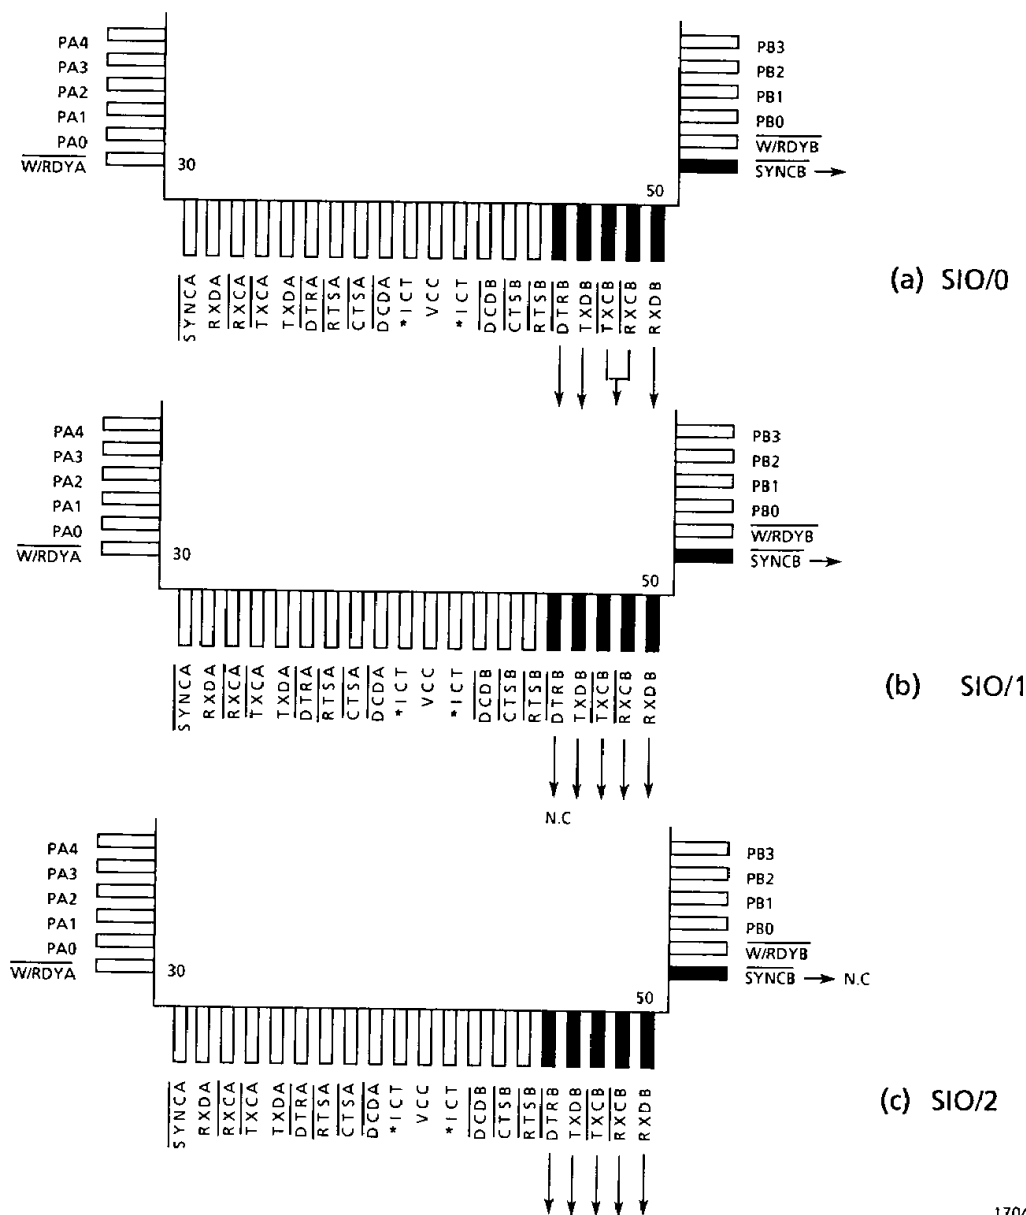 PA4
PA3
PA2
PA1
PA0
W/RDYA
30
50
PB3
PB2
PB1
PB0
W/RDYB
SYNCB
SYNCA
RXDA
RXCA
TXCA
TXDA
DTRA
RTSA
CTSA
DCDA
*ICT
VCC
*ICT
DCDB
CTSB
RTSB
DTRB
TXDB
TXCB
RXCB
RXDB
(a) SIO/0
PA4
PA3
PA2
PA1
PA0
W/RDYA
30
50
PB3
PB2
PB1
PB0
W/RDYB
SYNCB
SYNCA
RXDA
RXCA
TXCA
TXDA
DTRA
RTSA
CTSA
DCDA
*ICT
VCC
*ICT
DCDB
CTSB
RTSB
DTRB
TXDB
TXCB
RXCB
RXDB
N.C
(b) SIO/1
PA4
PA3
PA2
PA1
PA0
W/RDYA
30
50
PB3
PB2
PB1
PB0
W/RDYB
SYNCB N.C
SYNCA
RXDA
RXCA
TXCA
TXDA
DTRA
RTSA
CTSA
DCDA
*ICT
VCC
*ICT
DCDB
CTSB
RTSB
DTRB
TXDB
TXCB
RXCB
RXDB
(c) SIO/2